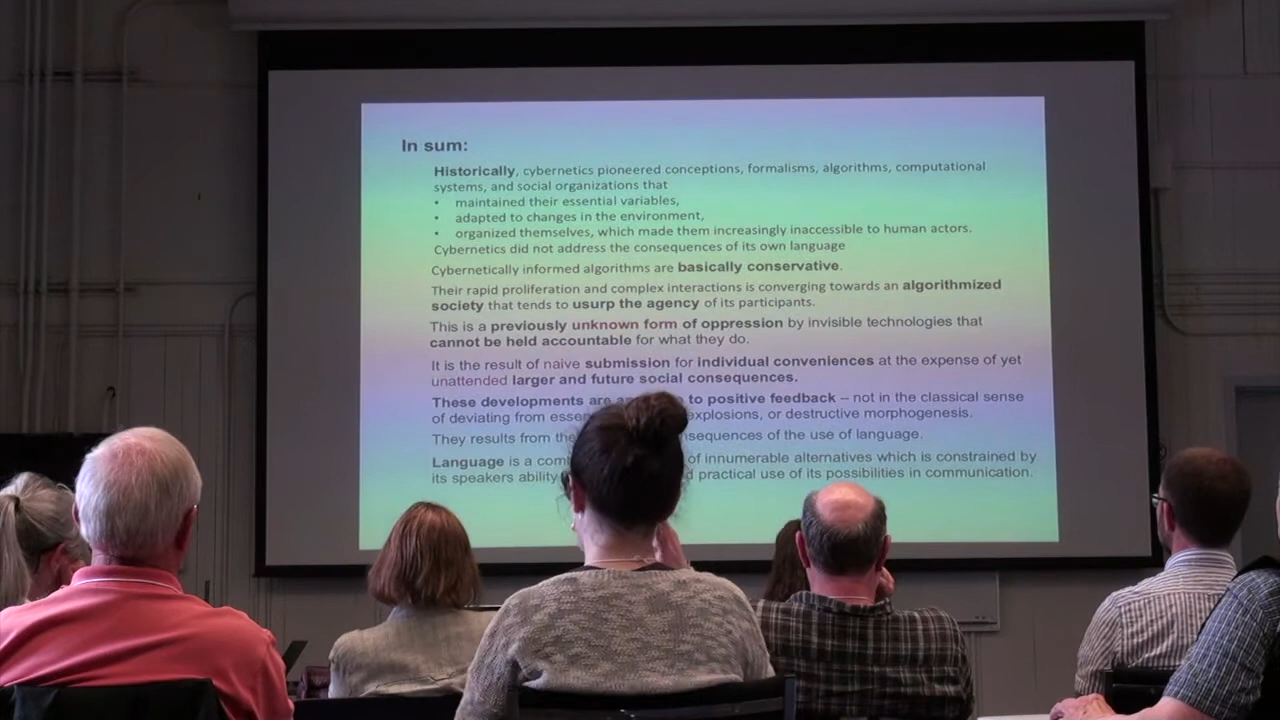 In sum:
Historically, cybernetics pioneered conceptions, formalisms, algorithms, computational
systems, and social organizations that
• maintained their essential variables,
• adapted to changes in the environment,
• organized themselves, which made them increasingly inaccessible to human actors.
Cybernetics did not address the consequences of its own language
Cybernetically informed algorithms are basically conservative.
Their rapid proliferation and complex interactions is converging towards an algorithmized
society that tends to usurp the agency of its participants.
This is a previously unknown form of oppression by invisible technologies that
cannot be held accountable for what they do.
It is the result of naive submission for individual conveniences at the expense of yet
unattended larger and future social consequences.
These developments are to positive feedback – not in the classical sense
of deviating from explosions, or destructive morphogenesis.
They results from the of the use of language.
Language is a of innumerable alternatives which is constrained by
its speakers ability practical use of its possibilities in communication.